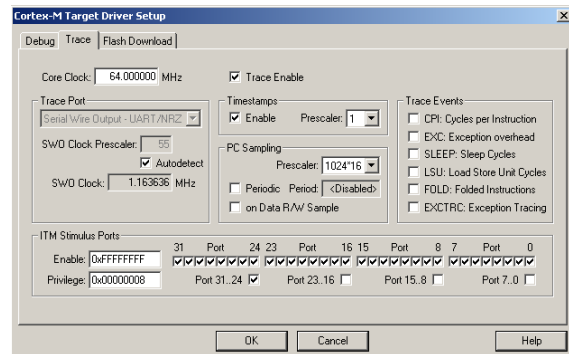 Cortex-M Target Driver Setup
Debug Trace Flash Download
Core Clock: 64.000000 MHz Trace Enable
Trace Port
Serial Wire Output - UART/NRZ
SWO Clock Prescaler: 55
Autodetect
SWO Clock: 1.163636 MHz
Timestamps
Enable Prescaler: 1
PC Sampling
Prescaler: 1024*16
Periodic Period: <Disabled>
on Data R/W Sample
Trace Events
CPI: Cycles per Instruction
EXC: Exception overhead
SLEEP: Sleep Cycles
LSU: Load Store Unit Cycles
FOLD: Folded Instructions
EXCTRC: Exception Tracing
ITM Stimulus Ports
31 Port 24 23 Port 16 15 Port 8 7 Port 0
Enable: 0xFFFFFFFF
Privilege: 0x00000008 Port 31..24 Port 23..16 Port 15..8 Port 7..0
OK Cancel Help